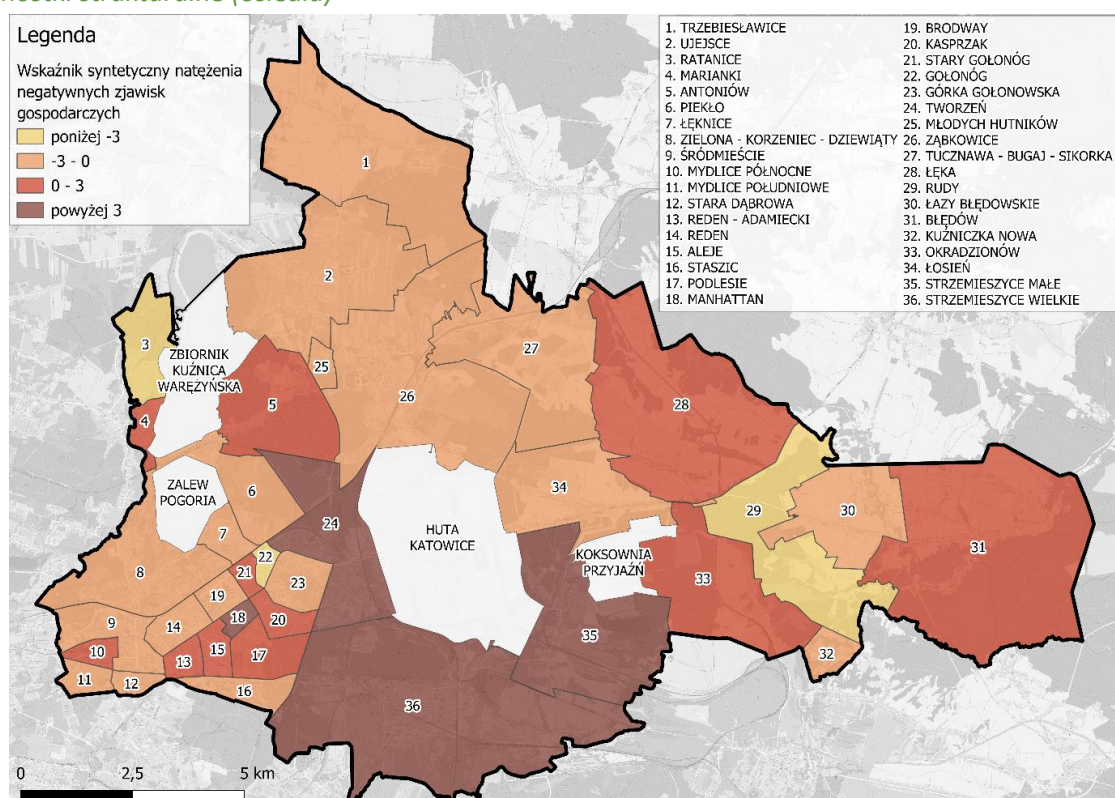 nostki strukturalne (osiedla)
Legenda
Wskaźnik syntetyczny natężenia
negatywnych zjawisk
gospodarczych
poniżej -3
-3 - 0
0 - 3
powyżej 3
1. TRZEBIESŁAWICE
2. UJEJSCE
3. RATANICE
4. MARIANKI
5. ANTONIÓW
6. PIEKŁO
7. ŁĘKNICE
8. ZIELONA - KORZENIEC - DZIEWIĄTY
9. ŚRÓDMIEŚCIE
10. MYDLICE PÓŁNOCNE
11. MYDLICE POŁUDNIOWE
12. STARA DĄBROWA
13. REDEN - ADAMIECKI
14. REDEN
15. ALEJE
16. STASZIC
17. PODLESIE
18. MANHATTAN
19. BRODWAY
20. KASPRZAK
21. STARY GOŁONÓG
22. GOŁONÓG
23. GÓRKA GOŁONOWSKA
24. TWORZEŃ
25. MŁODYCH HUTNIKÓW
26. ZĄBKOWICE
27. TUCZNAWA - BUGAJ - SIKORKA
28. ŁĘKA
29. RUDY
30. ŁAZY BŁĘDOWSKIE
31. BŁĘDÓW
32. KUŹNICZKA NOWA
33. OKRADZIONÓW
34. ŁOSIEŃ
35. STRZEMIESZYCE MAŁE
36. STRZEMIESZYCE WIELKIE
1
2
3
ZBIORNIK
KUŹNICA
WARĘŻYŃSKA
25
27
26
5
4
28
ZALEW
POGORIA
6
34
24
29
30
7
HUTA
KATOWICE
KOKSOWNIA
PRZYJAŹŃ
31
8
22
21
23
33
19
18
20
9
14
35
10
15
13
17
32
11
12
16
36
0
2,5
5 km